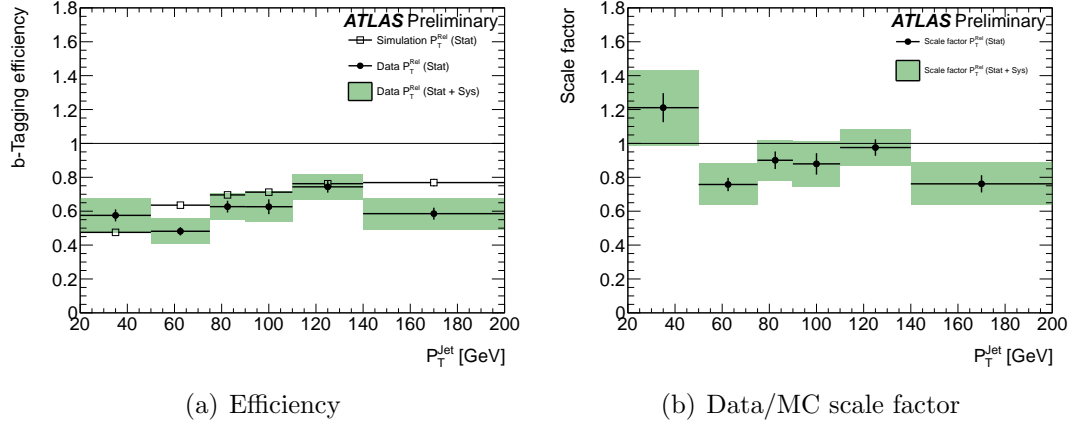 ATLAS Preliminary
Simulation P_T^Rel (Stat)
Data P_T^Rel (Stat)
Data P_T^Rel (Stat + Sys)
b-Tagging efficiency
1.8
1.6
1.4
1.2
1
0.8
0.6
0.4
0.2
0
20 40 60 80 100 120 140 160 180 200
P_T^Jet [GeV]
(a) Efficiency
ATLAS Preliminary
Scale factor P_T^Rel (Stat)
Scale factor P_T^Rel (Stat + Sys)
Scale factor
1.8
1.6
1.4
1.2
1
0.8
0.6
0.4
0.2
0
20 40 60 80 100 120 140 160 180 200
P_T^Jet [GeV]
(b) Data/MC scale factor